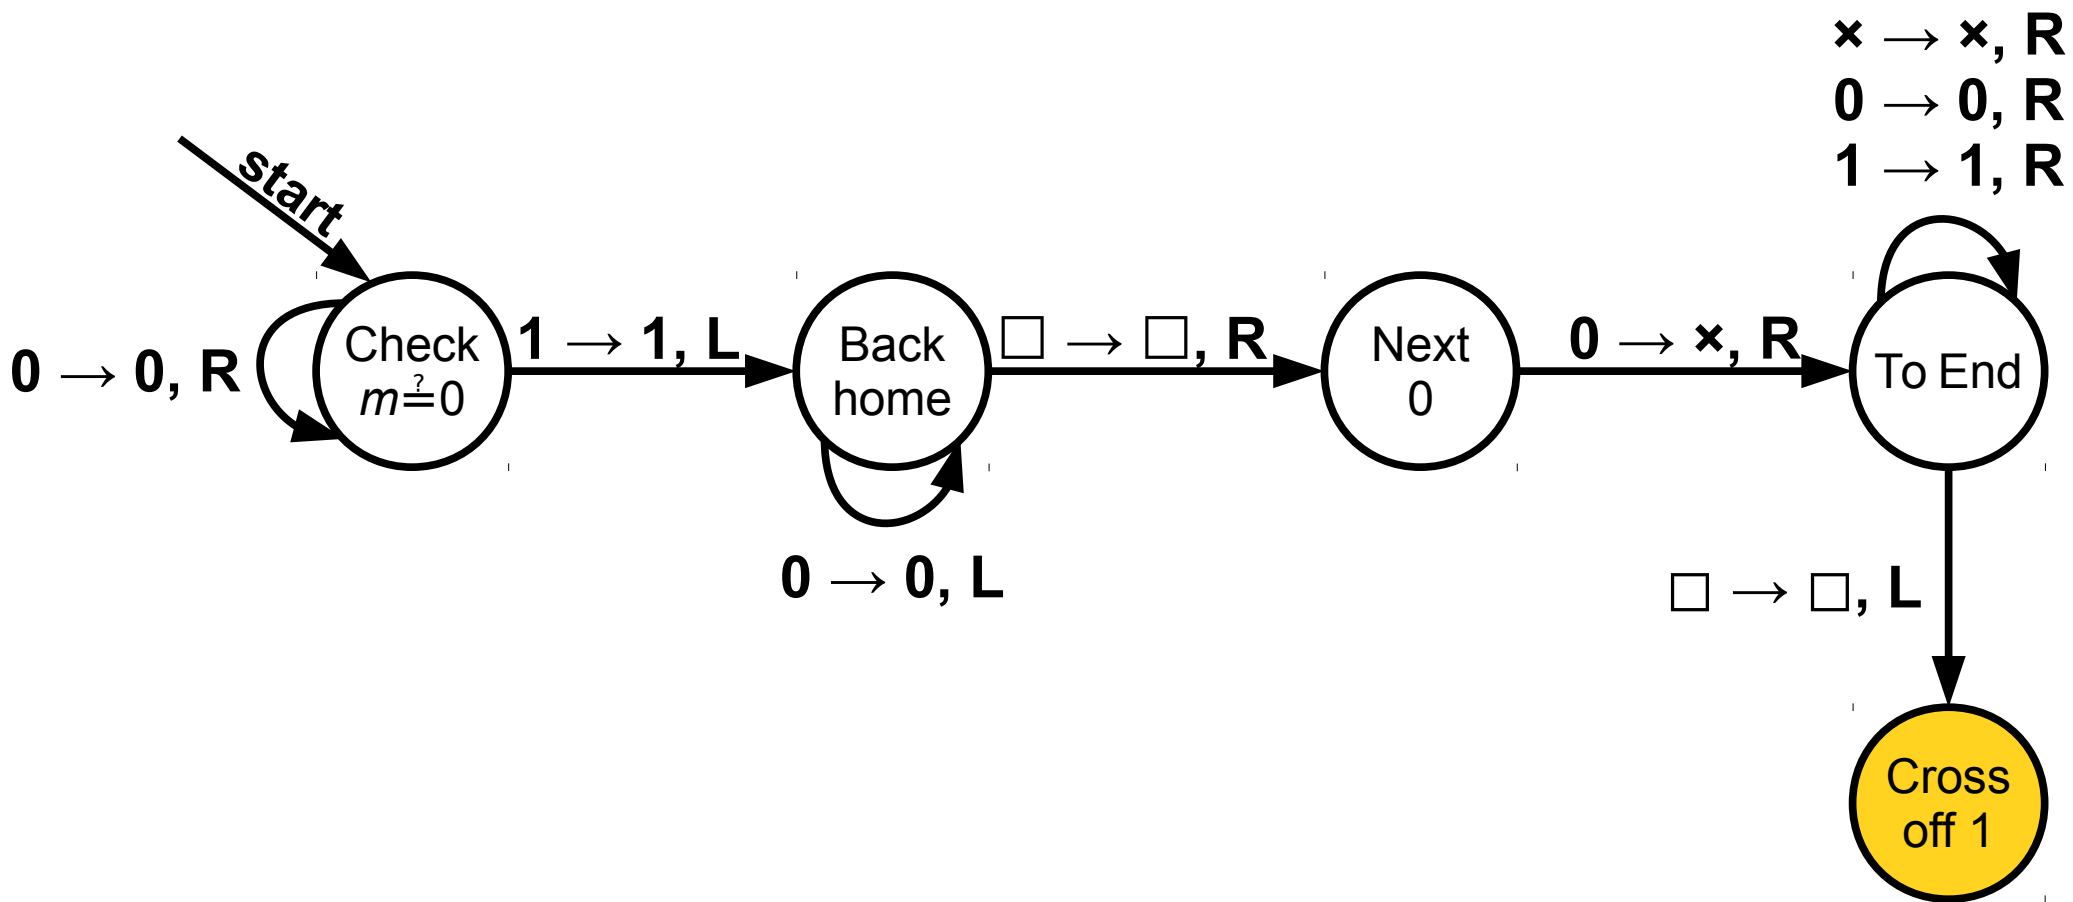 × → ×, R
0 → 0, R
1 → 1, R
start
0 → 0, R
Check
m≟0
1 → 1, L
Back
home
□ → □, R
Next
0
0 → ×, R
To End
0 → 0, L
□ → □, L
Cross
off 1